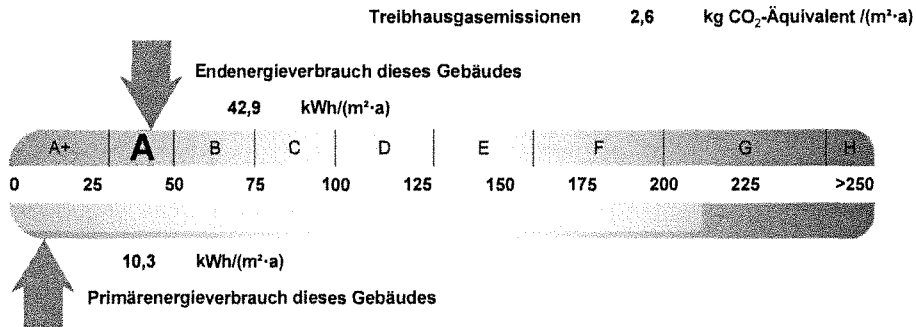 Treibhausgasemissionen 2,6 kg CO₂-Äquivalent /(m²·a)
Endenergieverbrauch dieses Gebäudes
42,9 kWh/(m²·a)
A+ A B C D E F G H
0 25 50 75 100 125 150 175 200 225 >250
10,3 kWh/(m²·a)
Primärenergieverbrauch dieses Gebäudes